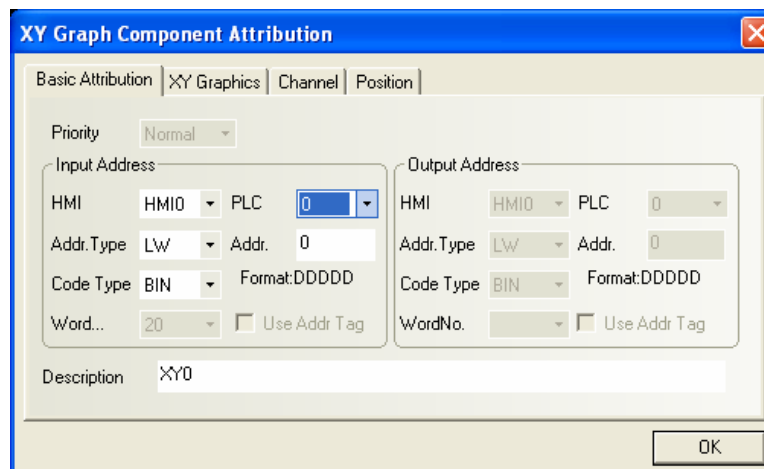 XY Graph Component Attribution
Basic Attribution XY Graphics Channel Position
Priority Normal
Input Address
HMI HMI0 PLC 0
Addr.Type LW Addr. 0
Code Type BIN Format:DDDDD
Word... 20 Use Addr Tag
Output Address
HMI HMI0 PLC 0
Addr.Type LW Addr. 0
Code Type BIN Format:DDDDD
WordNo. Use Addr Tag
Description XY0
OK